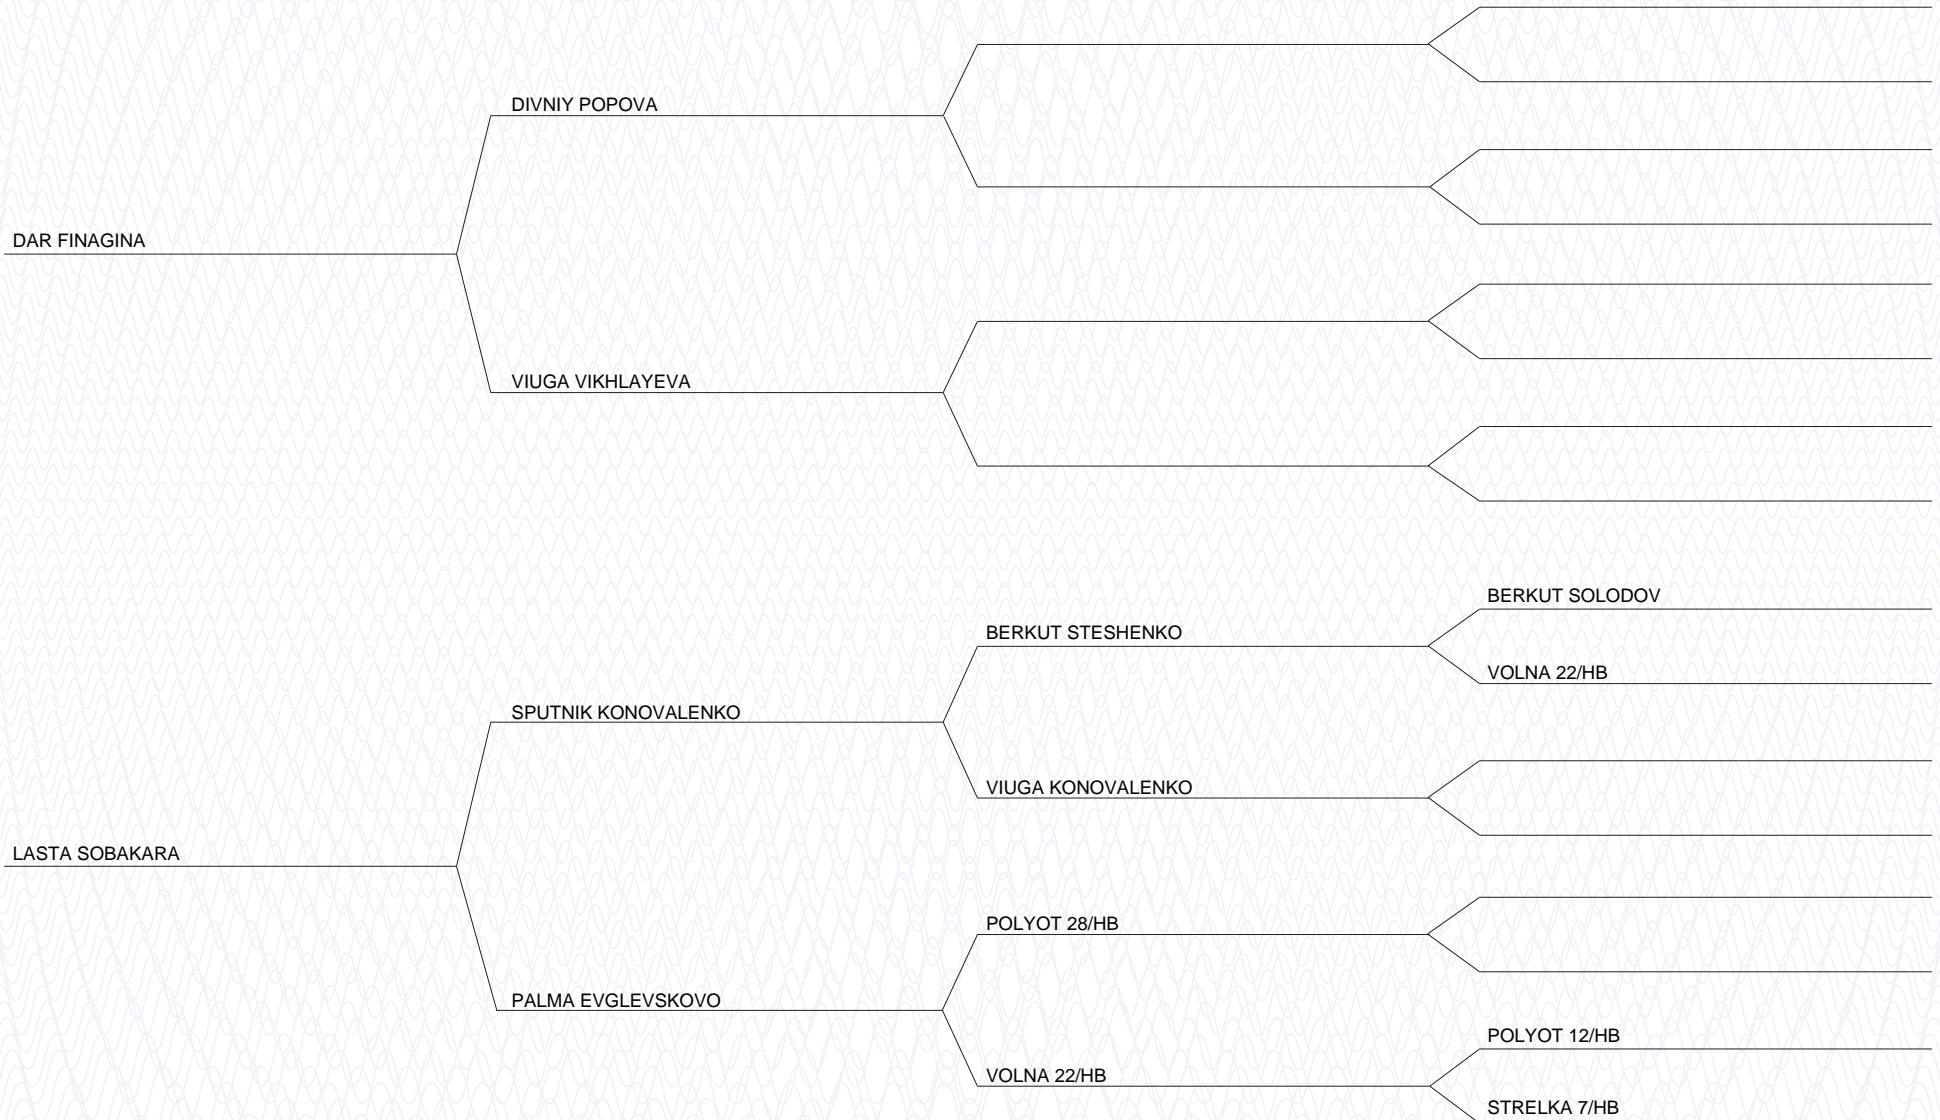 DIVNIY POPOVA
DAR FINAGINA
VIUGA VIKHLAYEVA
BERKUT SOLODOV
BERKUT STESHENKO
VOLNA 22/HB
SPUTNIK KONOVALENKO
VIUGA KONOVALENKO
LASTA SOBAKARA
POLYOT 28/HB
PALMA EVGLEVSKOVO
POLYOT 12/HB
VOLNA 22/HB
STRELKA 7/HB